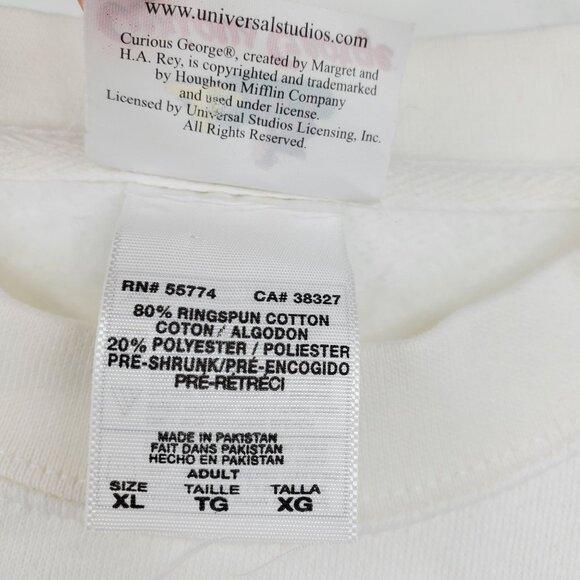 www.universalstudios.com
Curious George®, created by Margret and
H.A. Rey, is copyrighted and trademarked
by Houghton Mifflin Company
and used under license.
Licensed by Universal Studios Licensing, Inc.
All Rights Reserved.
RN# 55774 CA# 38327
80% RINGSPUN COTTON
COTON / ALGODON
20% POLYESTER / POLIESTER
PRE-SHRUNK/PRÉ-ENCOGIDO
PRÉ-RÉTRÉCI
MADE IN PAKISTAN
FAIT DANS PAKISTAN
HECHO EN PAKISTAN
ADULT
SIZE TAILLE TALLA
XL TG XG